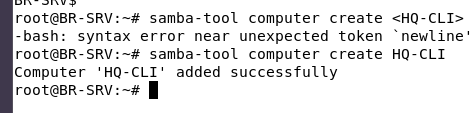 BR-SRV$
root@BR-SRV:~# samba-tool computer create <HQ-CLI>
-bash: syntax error near unexpected token `newline'
root@BR-SRV:~# samba-tool computer create HQ-CLI
Computer 'HQ-CLI' added successfully
root@BR-SRV:~#